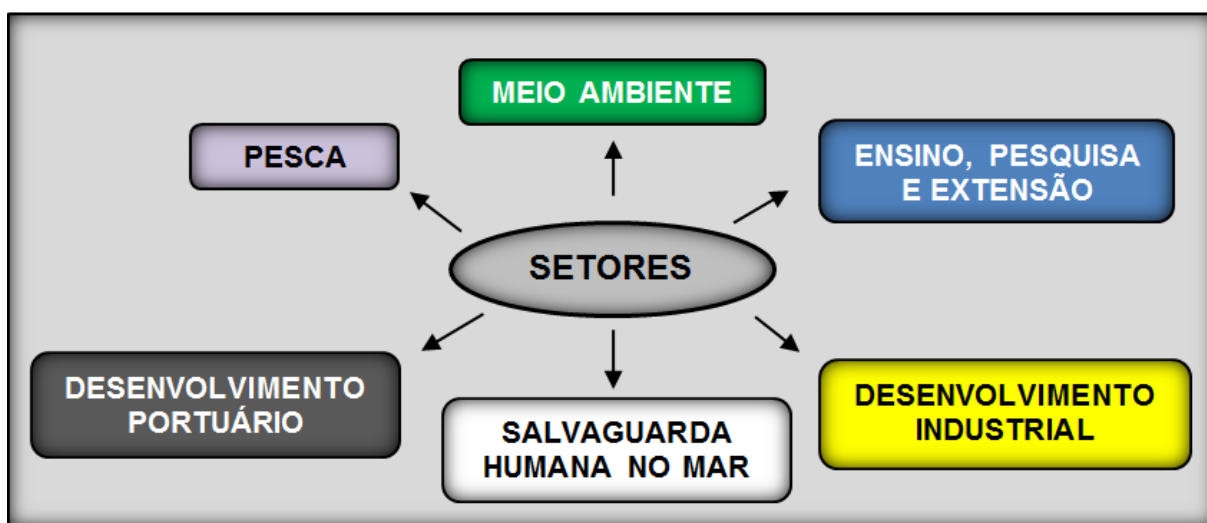 MEIO AMBIENTE
PESCA
ENSINO, PESQUISA
E EXTENSÃO
SETORES
DESENVOLVIMENTO
PORTUÁRIO
SALVAGUARDA
HUMANA NO MAR
DESENVOLVIMENTO
INDUSTRIAL